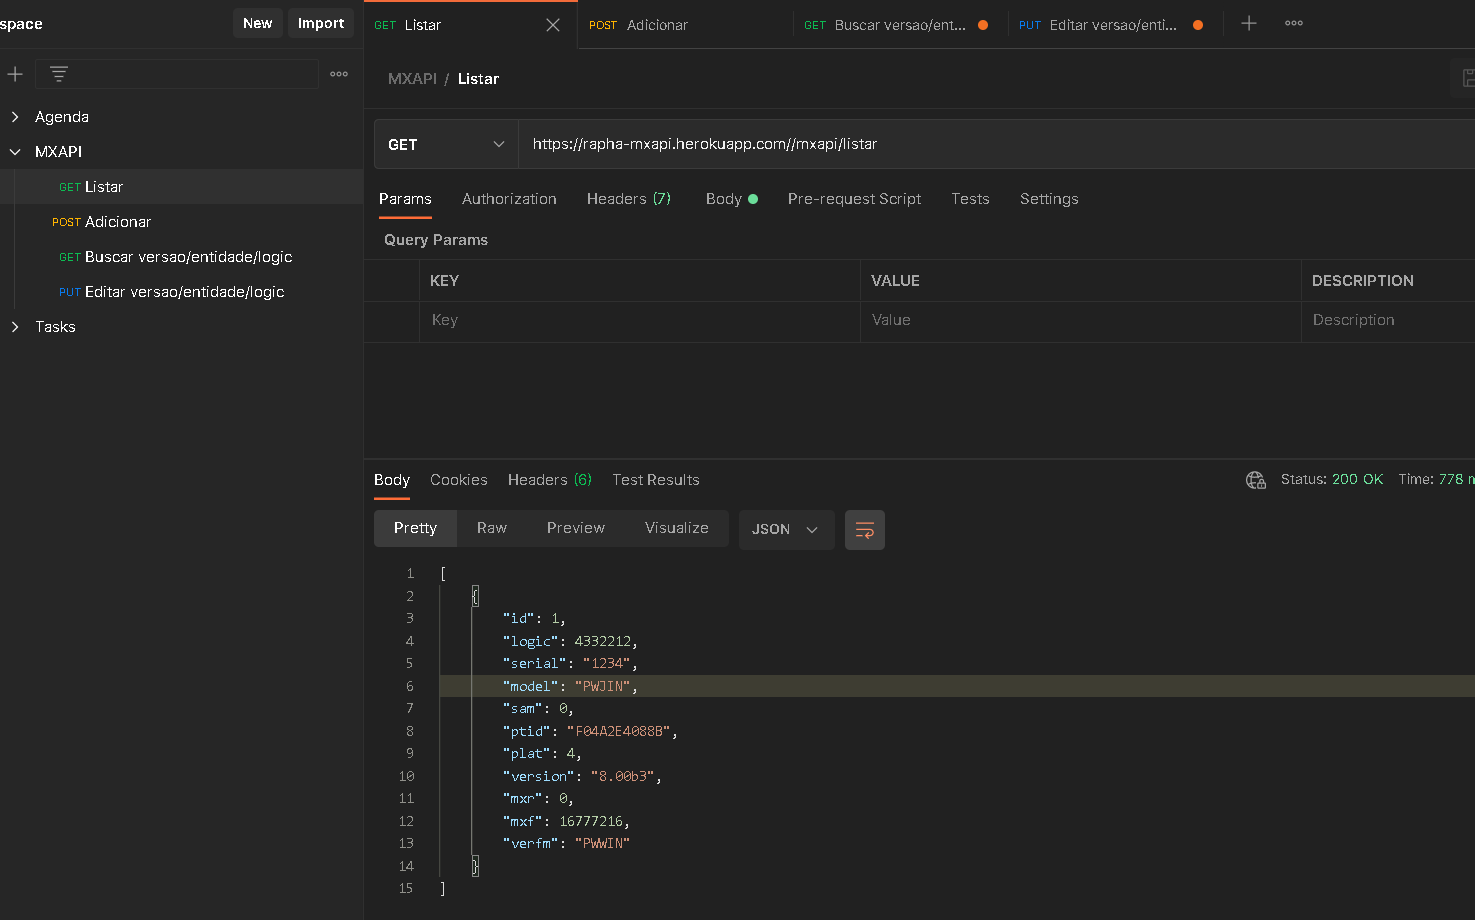 space New Import
GET Listar POST Adicionar GET Buscar versao/ent... PUT Editar versao/enti...
MXAPI / Listar
Agenda
MXAPI
GET Listar
POST Adicionar
GET Buscar versao/entidade/logic
PUT Editar versao/entidade/logic
Tasks
GET https://rapha-mxapi.herokuapp.com//mxapi/listar
Params Authorization Headers (7) Body Pre-request Script Tests Settings
Query Params
KEY VALUE DESCRIPTION
Key Value Description
Body Cookies Headers (6) Test Results Status: 200 OK Time: 778 m
Pretty Raw Preview Visualize JSON
1 [
2 {
3 "id": 1,
4 "logic": 4332212,
5 "serial": "1234",
6 "model": "PWJIN",
7 "sam": 0,
8 "ptid": "F04A2E4088B",
9 "plat": 4,
10 "version": "8.00b3",
11 "mxr": 0,
12 "mxf": 16777216,
13 "verfm": "PWWIN"
14 }
15 ]